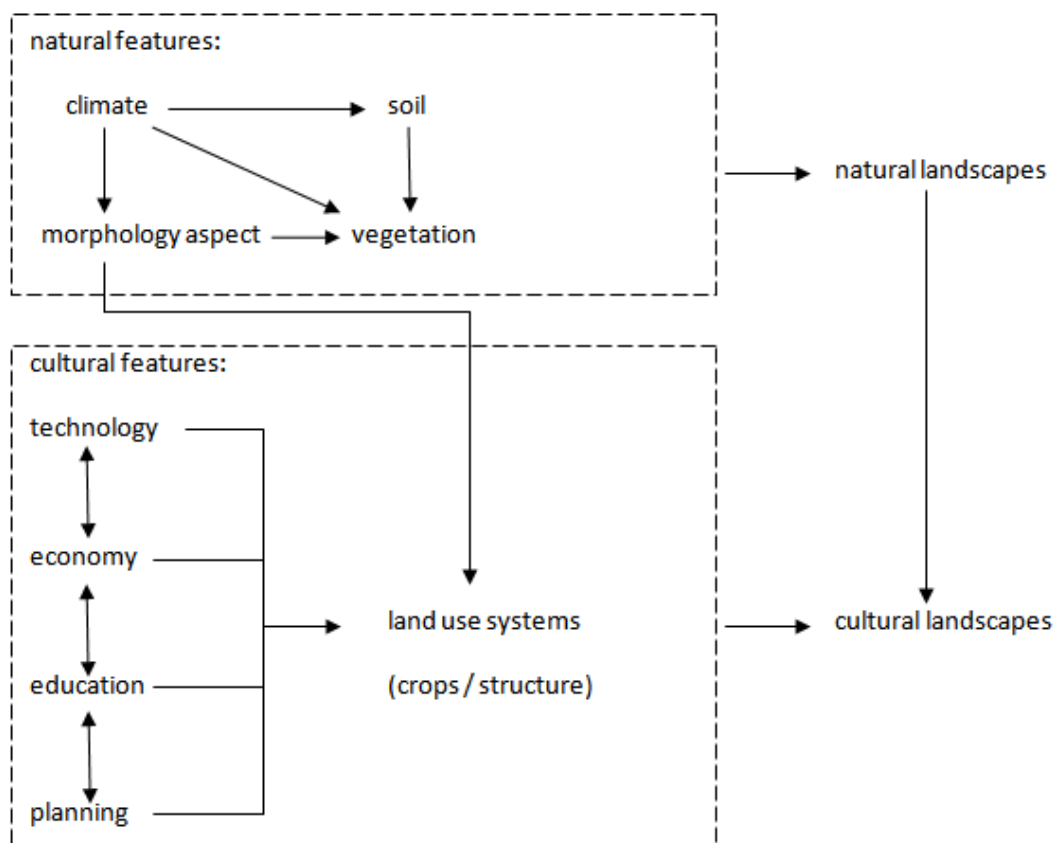 natural features:
climate
soil
natural landscapes
morphology aspect
vegetation
cultural features:
technology
economy
land use systems
cultural landscapes
(crops / structure)
education
planning